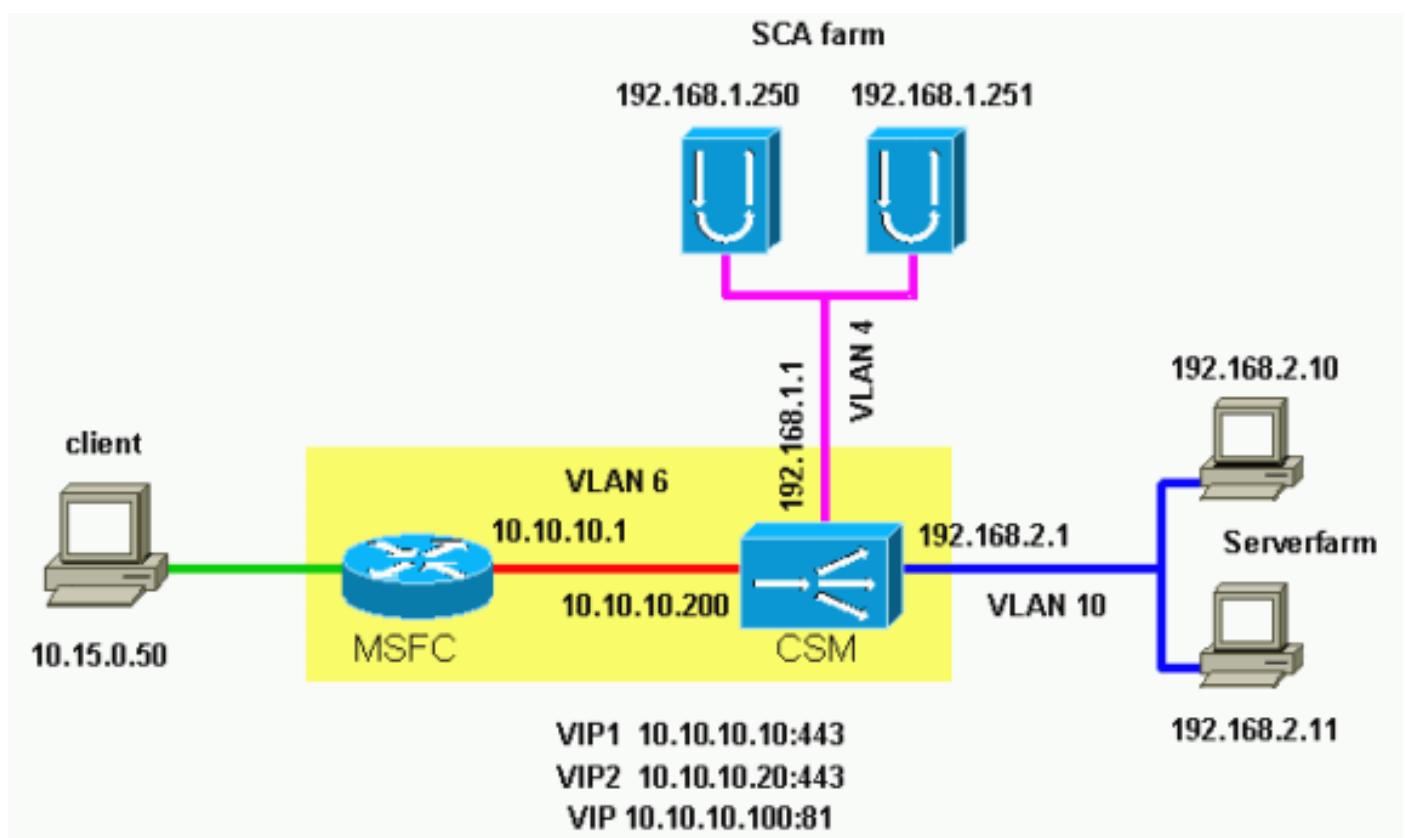 SCA farm
192.168.1.250
192.168.1.251
192.168.1.1
VLAN 4
192.168.2.10
client
VLAN 6
10.10.10.1
192.168.2.1
Serverfarm
10.10.10.200
VLAN 10
10.15.0.50
MSFC
CSM
192.168.2.11
VIP1 10.10.10.10:443
VIP2 10.10.10.20:443
VIP 10.10.10.100:81